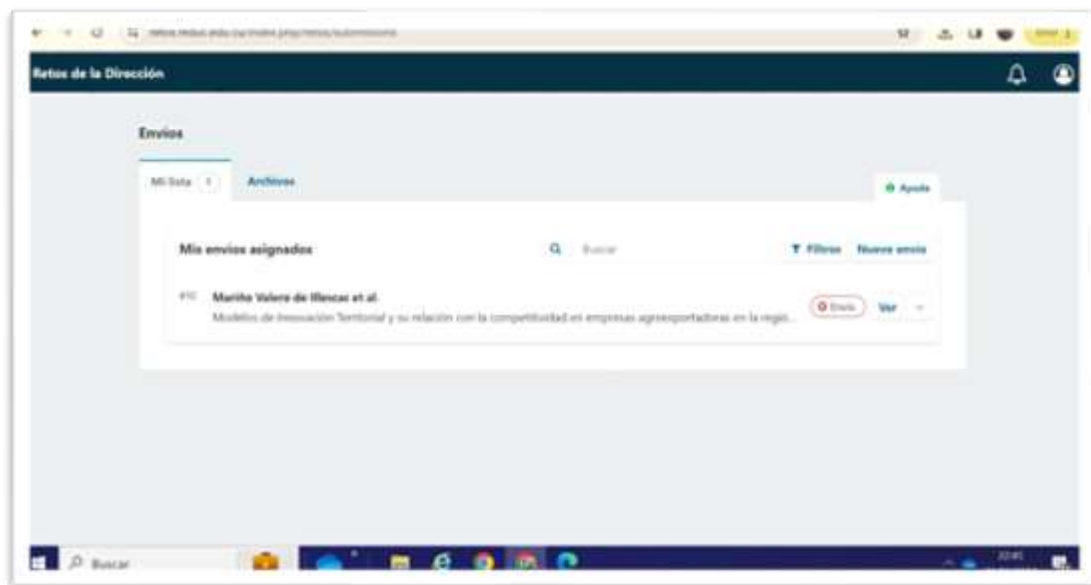 Retos de la Dirección
Envíos
Mi lista
Archivos
Ayuda
Mis envíos asignados
Buscar
Filtros
Nuevo envío
Mariño Valero de Illescas et al.
Envío
Ver
Modelos de Innovación Territorial y su relación con la competitividad en empresas agroexportadoras en la regió...
Buscar